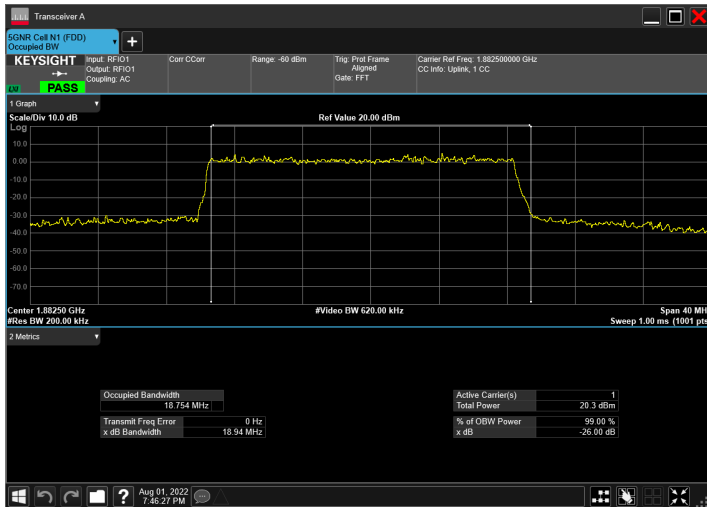 Transceiver A
5GNR Cell N1 (FDD)
Occupied BW
KEYSIGHT
LXI
PASS
Input: RFIO1
Output: RFIO1
Coupling: AC
Corr CCorr
Range: -60 dBm
Trig: Prot Frame
Aligned
Gate: FFT
Carrier Ref Freq: 1.882500000 GHz
CC Info: Uplink, 1 CC
1 Graph
Scale/Div 10.0 dB
Ref Value 20.00 dBm
Log
10.0
0.00
-10.0
-20.0
-30.0
-40.0
-50.0
-60.0
-70.0
Center 1.88250 GHz
#Video BW 620.00 kHz
Span 40 MH
#Res BW 200.00 kHz
Sweep 1.00 ms (1001 pts
2 Metrics
Occupied Bandwidth
18.754 MHz
Transmit Freq Error 0 Hz
x dB Bandwidth 18.94 MHz
Active Carrier(s) 1
Total Power 20.3 dBm
% of OBW Power 99.00 %
x dB -26.00 dB
?
Aug 01, 2022
7:46:27 PM